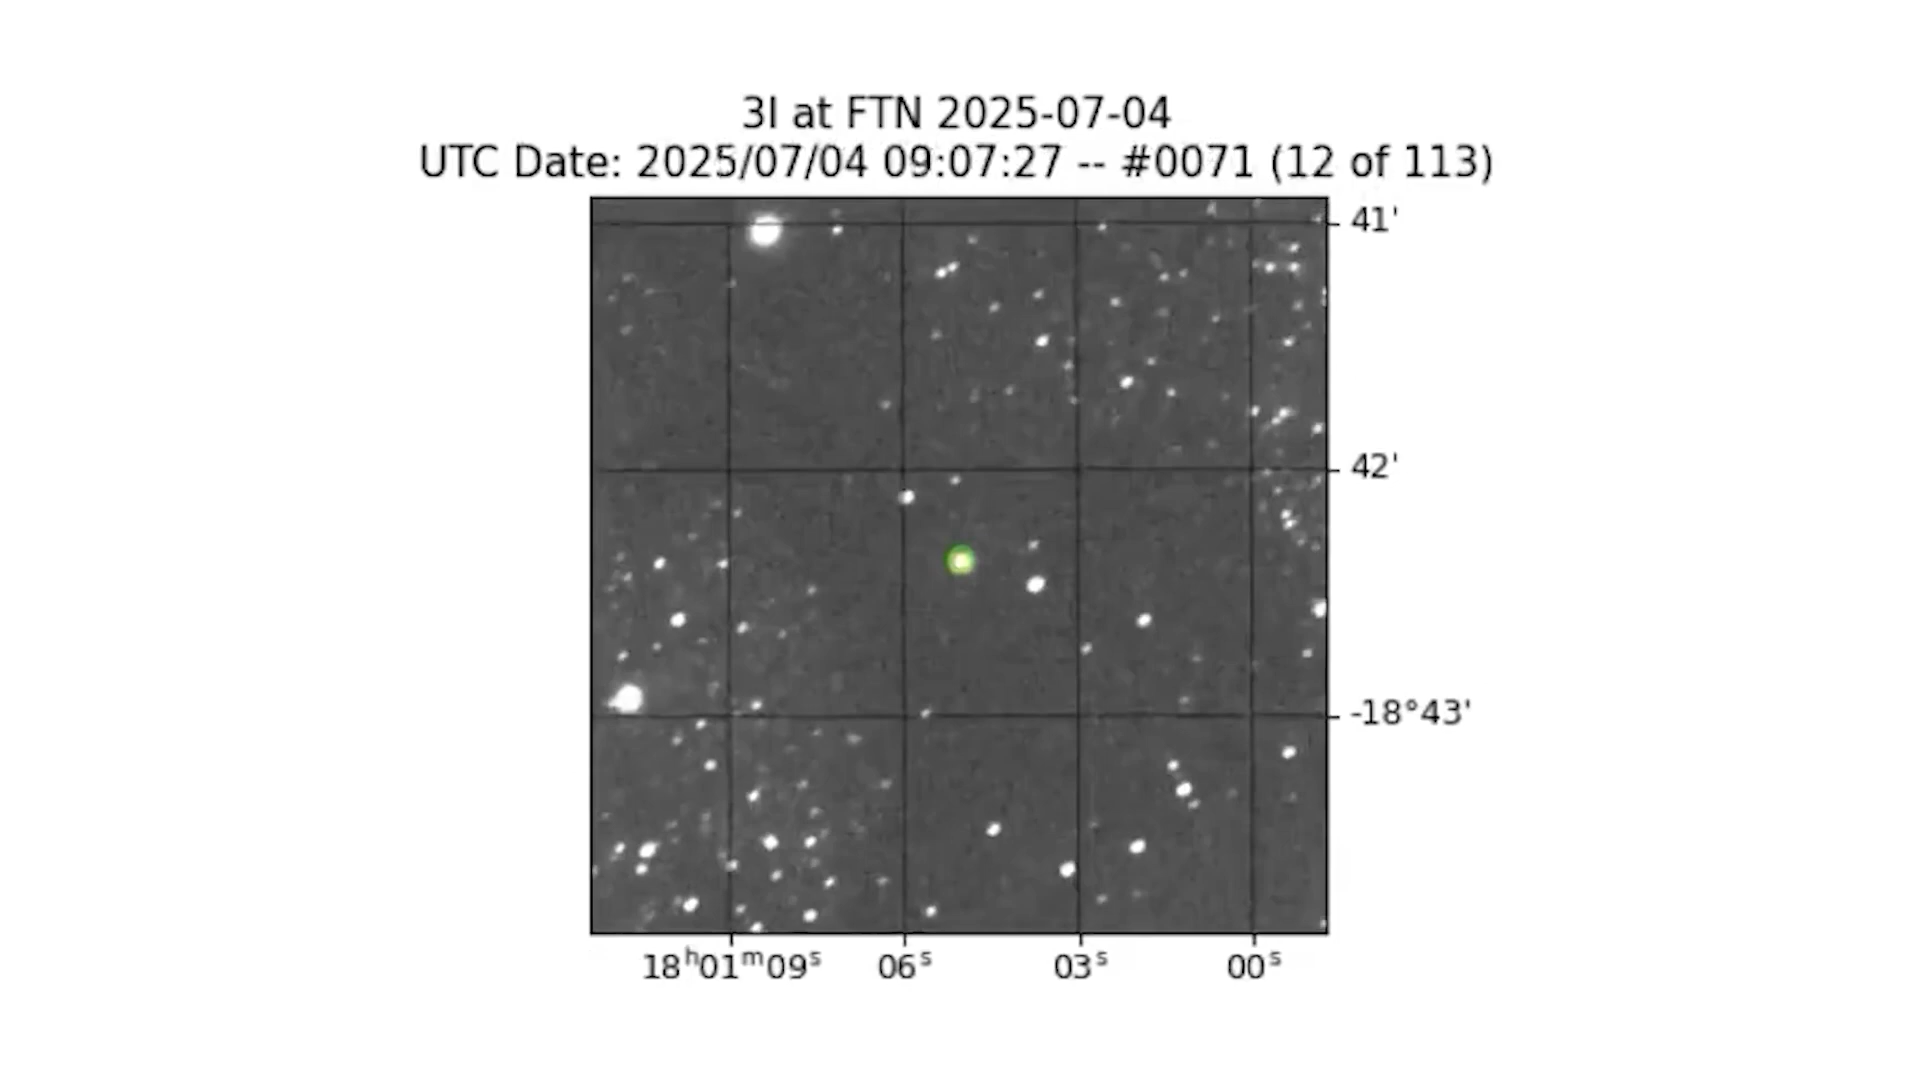 3I at FTN 2025-07-04
UTC Date: 2025/07/04 09:07:27 -- #0071 (12 of 113)
41'
42'
-18°43'
18ʰ01ᵐ09ˢ 06ˢ 03ˢ 00ˢ